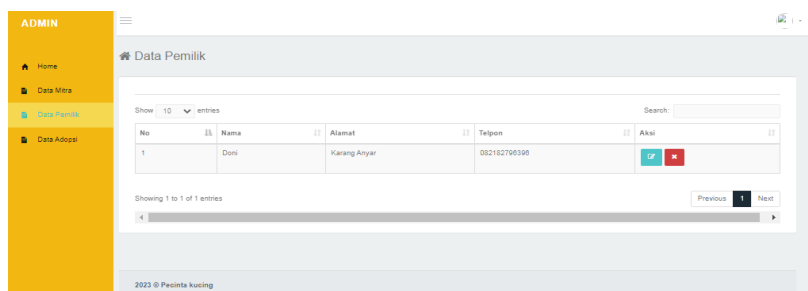 ADMIN
Data Pemilik
Home
Data Mitra
Data Pemilik
Data Adopsi
Show 10 entries
Search:
No Nama Alamat Telpon Aksi
1 Doni Karang Anyar 082182796396
Showing 1 to 1 of 1 entries
Previous 1 Next
2023 © Pecinta kucing